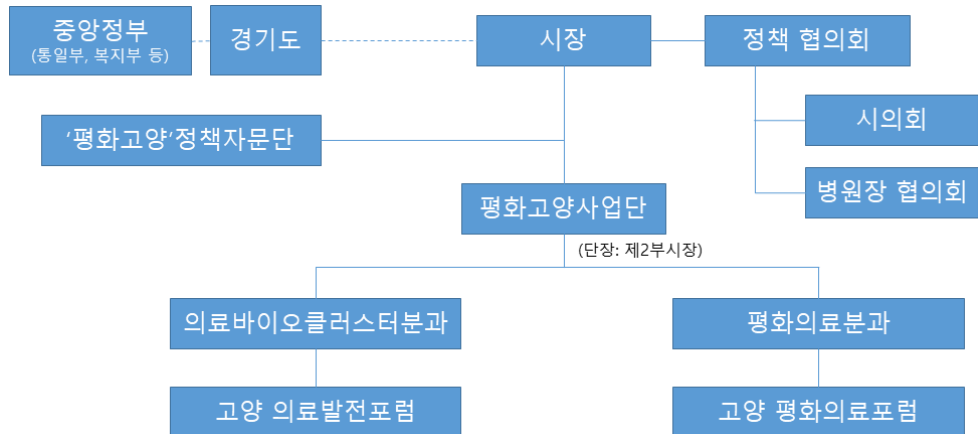 중앙정부
(통일부, 복지부 등)
경기도
시장
정책 협의회
시의회
'평화고양'정책자문단
병원장 협의회
평화고양사업단
(단장: 제2부시장)
의료바이오클러스터분과
평화의료분과
고양 의료발전포럼
고양 평화의료포럼